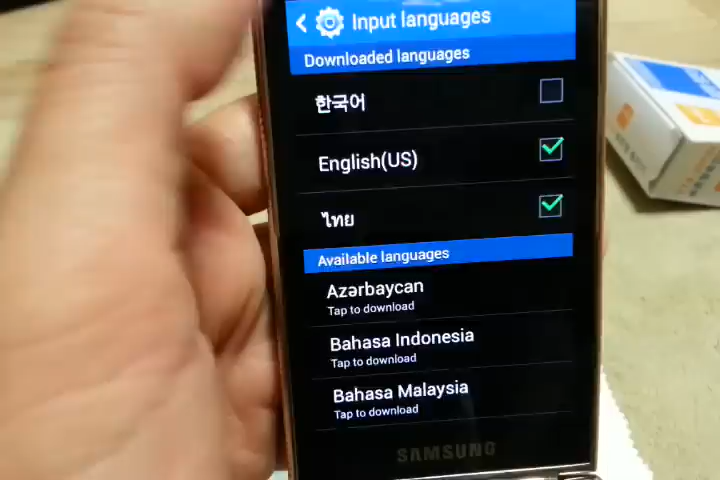 Input languages
Downloaded languages
한국어
English(US)
ไทย
Available languages
Azərbaycan
Tap to download
Bahasa Indonesia
Tap to download
Bahasa Malaysia
Tap to download
SAMSUNG